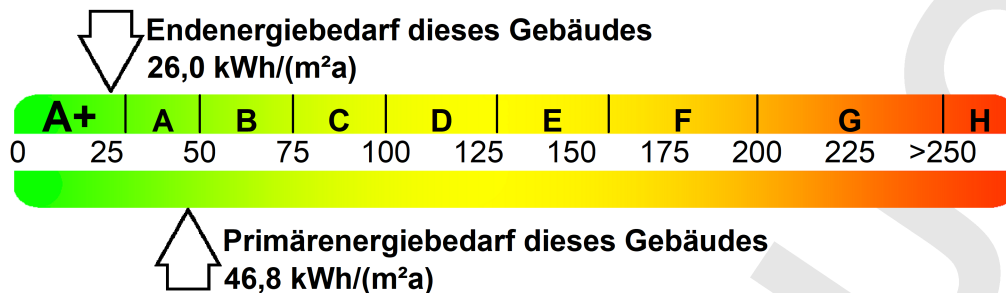 Endenergiebedarf dieses Gebäudes
26,0 kWh/(m²a)
A+ A B C D E F G H
0 25 50 75 100 125 150 175 200 225 >250
Primärenergiebedarf dieses Gebäudes
46,8 kWh/(m²a)